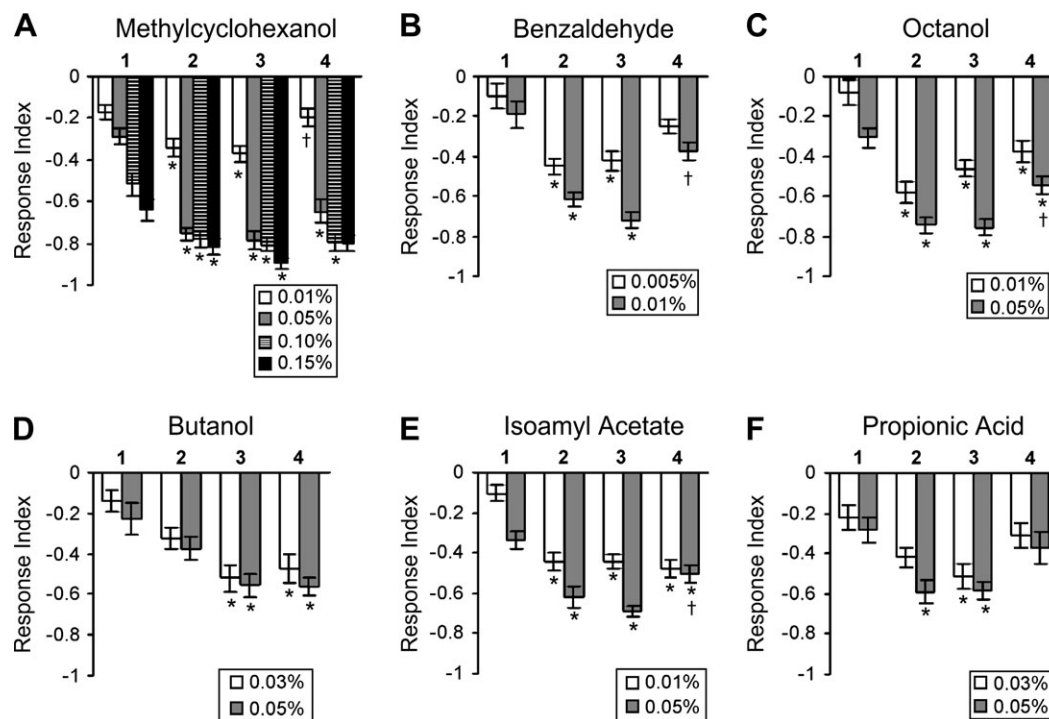 A Methylcyclohexanol
1 2 3 4
0
-0.2
-0.4
-0.6
-0.8
-1
Response Index
* * * * * * * † * *
0.01%
0.05%
0.10%
0.15%
B Benzaldehyde
1 2 3 4
0
-0.2
-0.4
-0.6
-0.8
-1
Response Index
* * * * †
0.005%
0.01%
C Octanol
1 2 3 4
0
-0.2
-0.4
-0.6
-0.8
-1
Response Index
* * * * *
†
0.01%
0.05%
D Butanol
1 2 3 4
0
-0.2
-0.4
-0.6
-0.8
-1
Response Index
* * * *
0.03%
0.05%
E Isoamyl Acetate
1 2 3 4
0
-0.2
-0.4
-0.6
-0.8
-1
Response Index
* * * * * *
†
0.01%
0.05%
F Propionic Acid
1 2 3 4
0
-0.2
-0.4
-0.6
-0.8
-1
Response Index
* * *
0.03%
0.05%